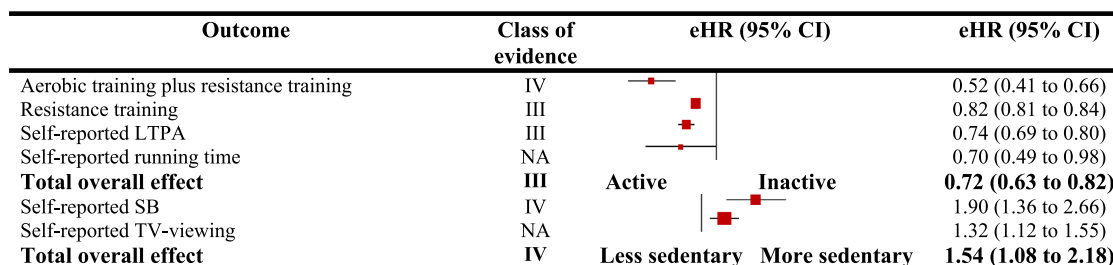 Outcome Class of evidence eHR (95% CI) eHR (95% CI)
Aerobic training plus resistance training IV 0.52 (0.41 to 0.66)
Resistance training III 0.82 (0.81 to 0.84)
Self-reported LTPA III 0.74 (0.69 to 0.80)
Self-reported running time NA 0.70 (0.49 to 0.98)
Total overall effect III Active Inactive 0.72 (0.63 to 0.82)
Self-reported SB IV 1.90 (1.36 to 2.66)
Self-reported TV-viewing NA 1.32 (1.12 to 1.55)
Total overall effect IV Less sedentary More sedentary 1.54 (1.08 to 2.18)